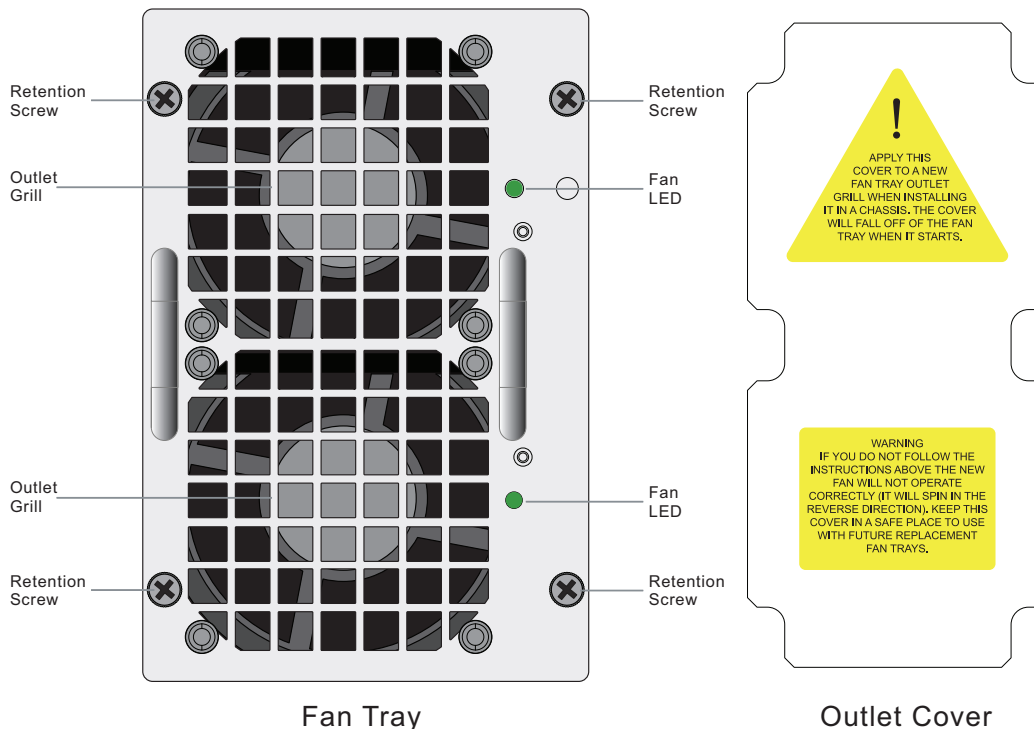 Retention
Screw
Outlet
Grill
Outlet
Grill
Retention
Screw
Retention
Screw
Fan
LED
Fan
LED
Retention
Screw
Fan Tray
!
APPLY THIS
COVER TO A NEW
FAN TRAY OUTLET
GRILL WHEN INSTALLING
IT IN A CHASSIS. THE COVER
WILL FALL OFF OF THE FAN
TRAY WHEN IT STARTS.
WARNING
IF YOU DO NOT FOLLOW THE
INSTRUCTIONS ABOVE THE NEW
FAN WILL NOT OPERATE
CORRECTLY (IT WILL SPIN IN THE
REVERSE DIRECTION). KEEP THIS
COVER IN A SAFE PLACE TO USE
WITH FUTURE REPLACEMENT
FAN TRAYS.
Outlet Cover